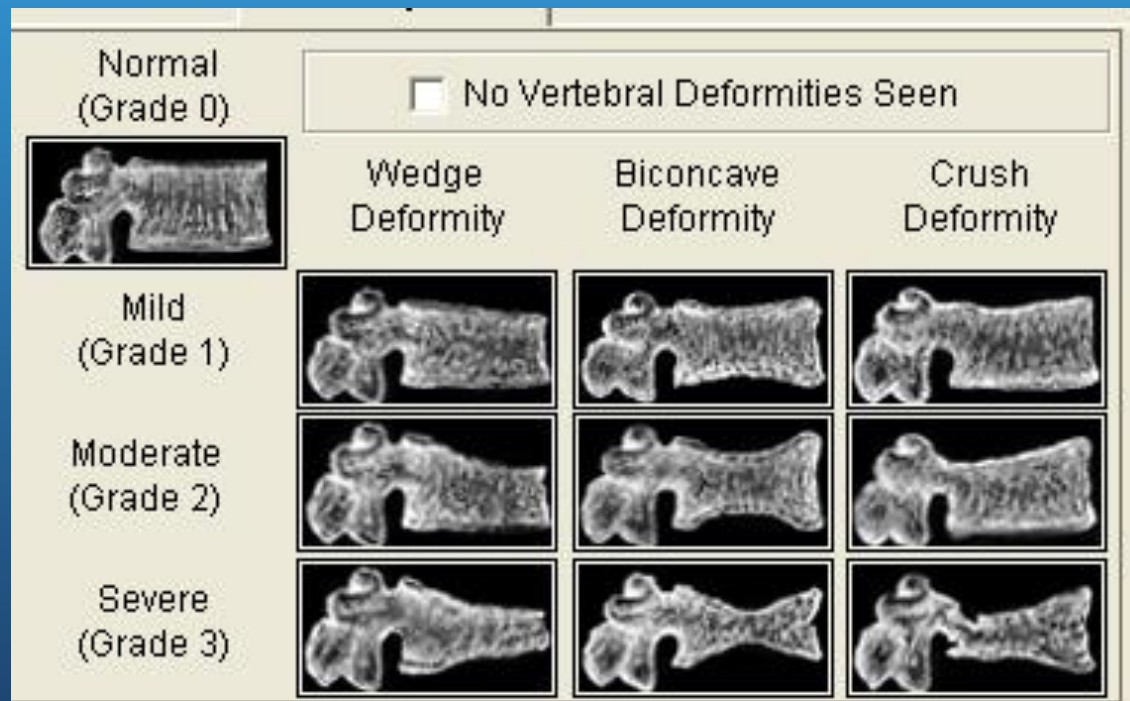 Normal
(Grade 0)
No Vertebral Deformities Seen
Wedge
Deformity
Biconcave
Deformity
Crush
Deformity
Mild
(Grade 1)
Moderate
(Grade 2)
Severe
(Grade 3)